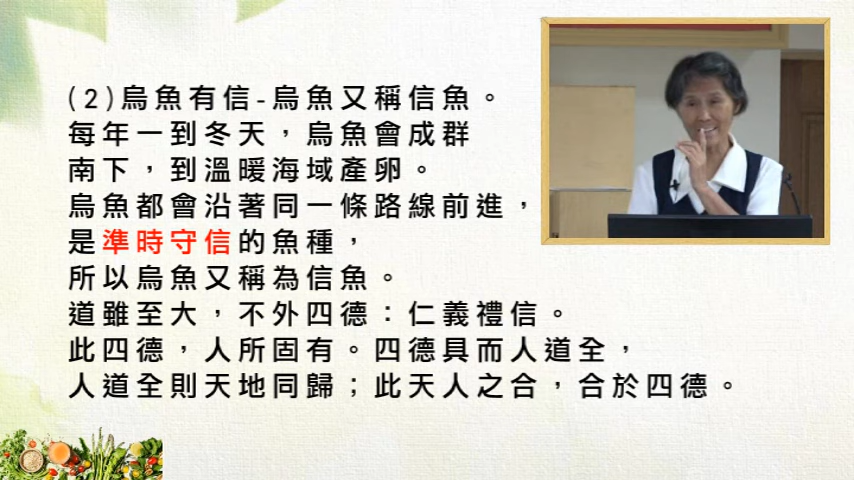 (2)烏魚有信-烏魚又稱信魚。
每年一到冬天，烏魚會成群
南下，到溫暖海域產卵。
烏魚都會沿著同一條路線前進，
是準時守信的魚種，
所以烏魚又稱為信魚。
道雖至大，不外四德：仁義禮信。
此四德，人所固有。四德具而人道全，
人道全則天地同歸；此天人之合，合於四德。